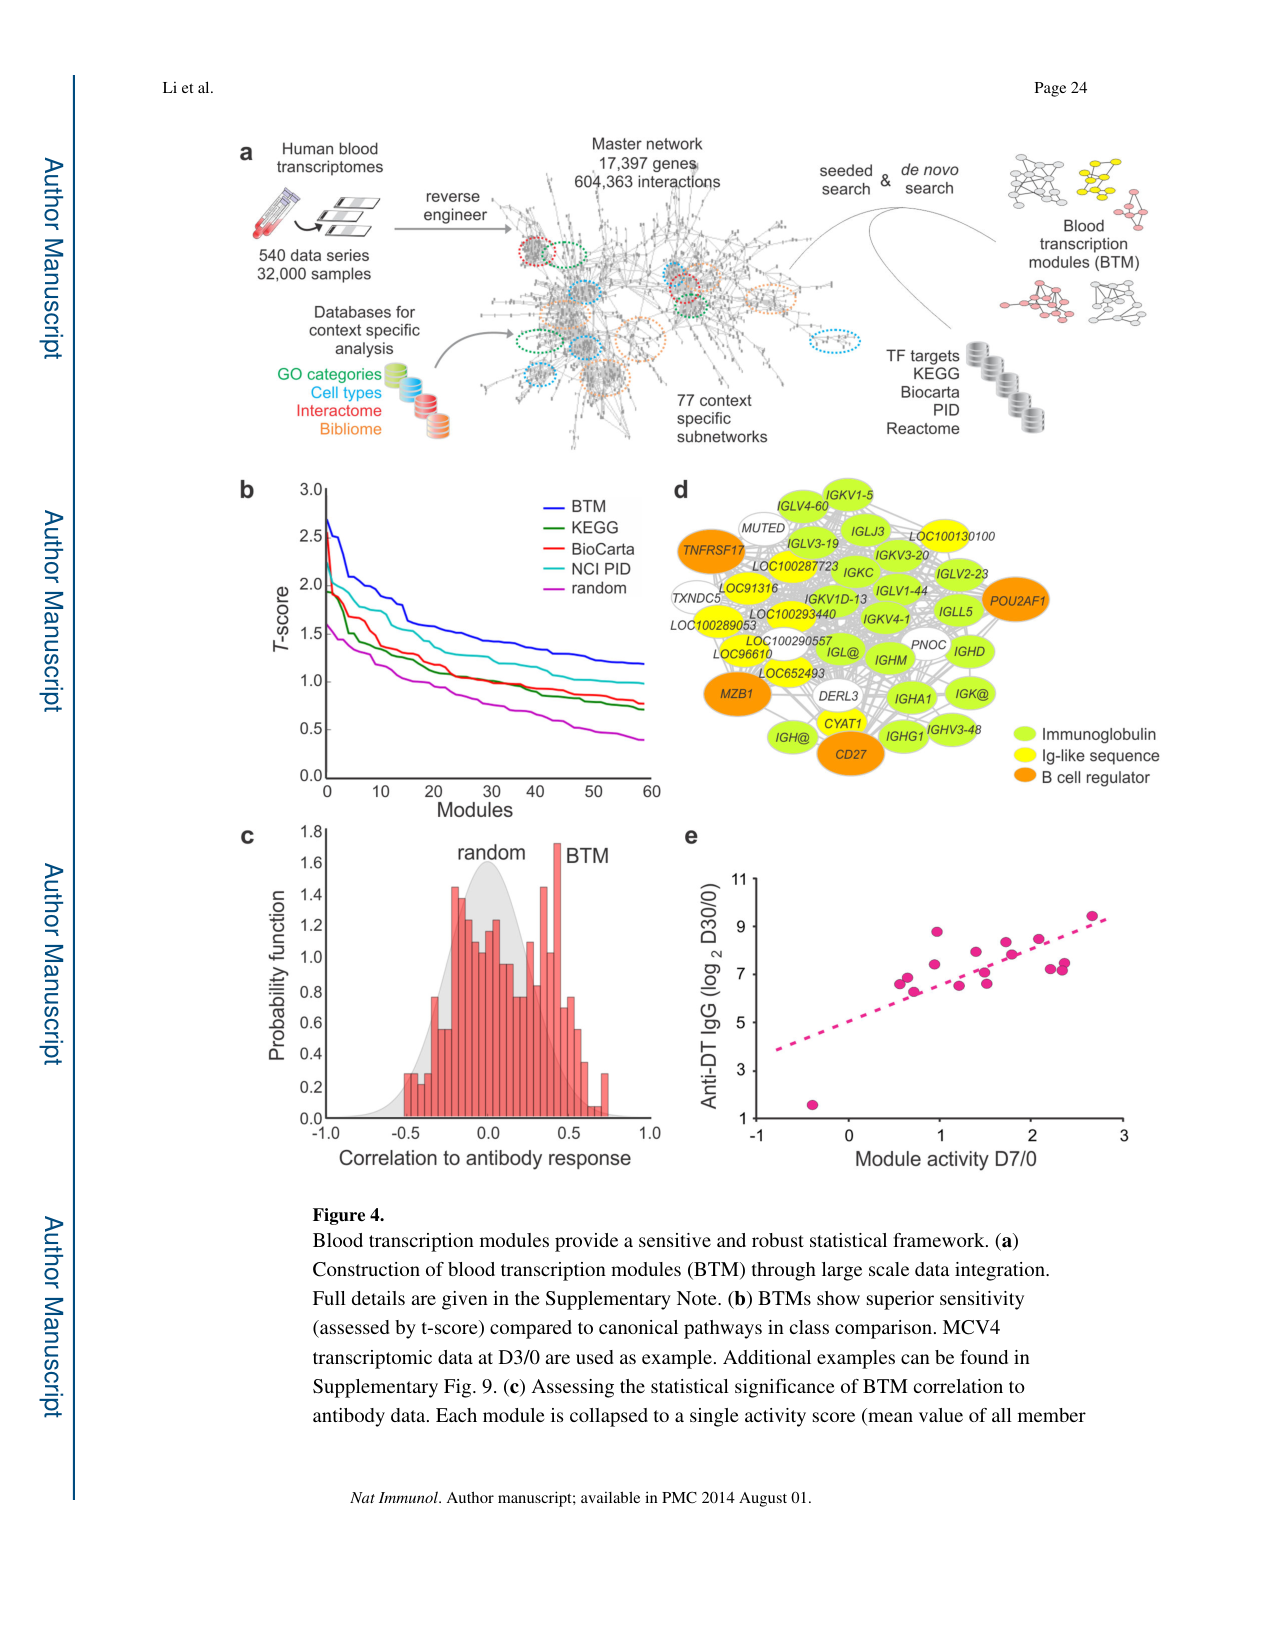 Li et al.
Page 24
Author Manuscript
Author Manuscript
Author Manuscript
Author Manuscript
a
Human blood
transcriptomes
540 data series
32,000 samples
reverse
engineer
Master network
17,397 genes
604,363 interactions
seeded
search
&
de novo
search
Blood
transcription
modules (BTM)
Databases for
context specific
analysis
GO categories
Cell types
Interactome
Bibliome
77 context
specific
subnetworks
TF targets
KEGG
Biocarta
PID
Reactome
b
3.0
2.5
2.0
1.5
1.0
0.5
0.0
T-score
BTM
KEGG
BioCarta
NCI PID
random
0 10 20 30 40 50 60
Modules
d
IGKV1-5
IGLV4-60
MUTED
IGLJ3
LOC100130100
TNFRSF17
IGLV3-19
IGKV3-20
LOC100287723
IGKC
IGLV2-23
LOC91316
TXNDC5
IGKV1D-13
IGLV1-44
POU2AF1
LOC100293440
IGKV4-1
IGLL5
LOC100289053
LOC100290557
PNOC
LOC96610
IGL@
IGHM
IGHD
LOC652493
MZB1
DERL3
IGHA1
IGK@
CYAT1
IGH@
IGHG1
IGHV3-48
CD27
Immunoglobulin
Ig-like sequence
B cell regulator
c
1.8
1.6
1.4
1.2
1.0
0.8
0.6
0.4
0.2
0.0
Probability function
random
BTM
-1.0 -0.5 0.0 0.5 1.0
Correlation to antibody response
e
11
9
7
5
3
1
Anti-DT IgG (log 2 D30/0)
-1 0 1 2 3
Module activity D7/0
Figure 4.
Blood transcription modules provide a sensitive and robust statistical framework. (a)
Construction of blood transcription modules (BTM) through large scale data integration.
Full details are given in the Supplementary Note. (b) BTMs show superior sensitivity
(assessed by t-score) compared to canonical pathways in class comparison. MCV4
transcriptomic data at D3/0 are used as example. Additional examples can be found in
Supplementary Fig. 9. (c) Assessing the statistical significance of BTM correlation to
antibody data. Each module is collapsed to a single activity score (mean value of all member
Nat Immunol. Author manuscript; available in PMC 2014 August 01.